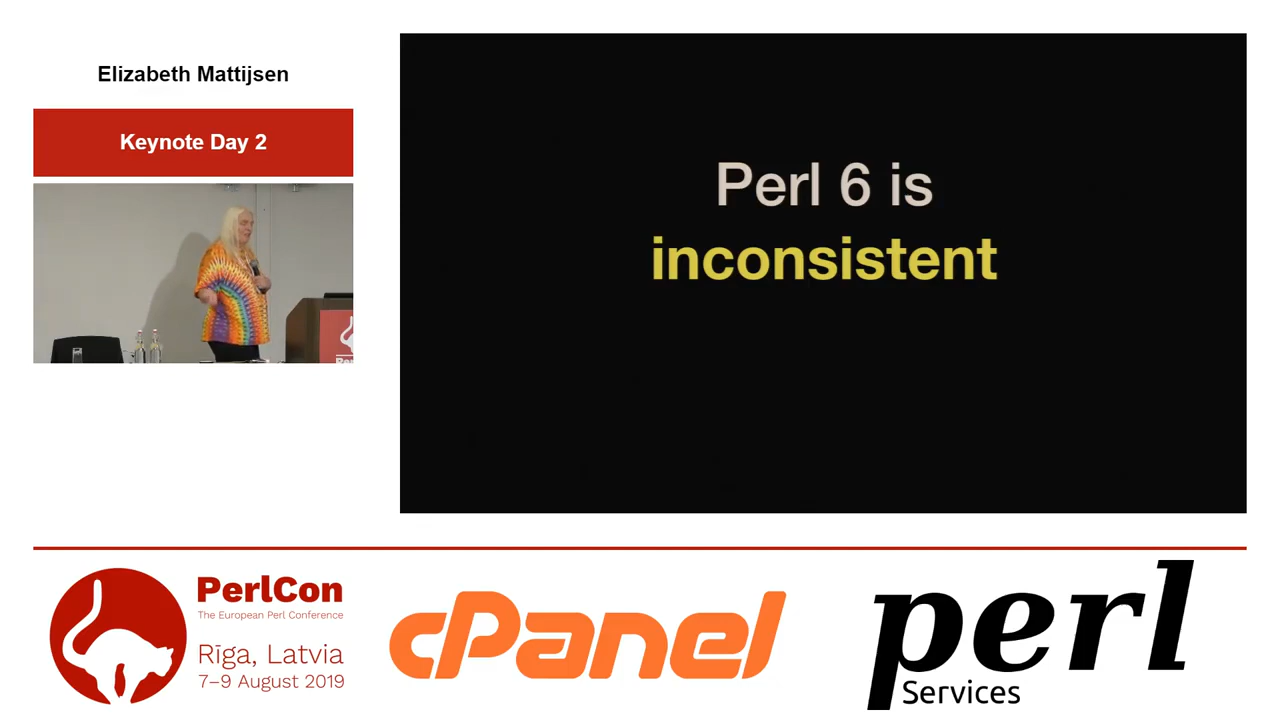 Elizabeth Mattijsen
Keynote Day 2
Perl 6 is
inconsistent
PerlCon
The European Perl Conference
Rīga, Latvia
7–9 August 2019
cPanel
perl
Services